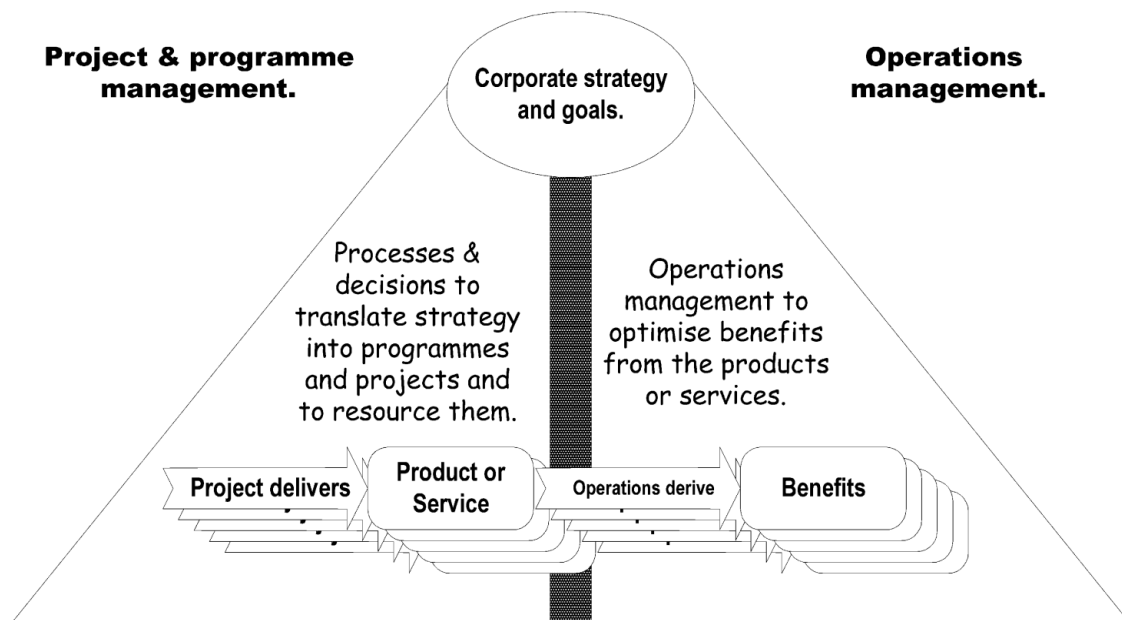 Project & programme
management.
Corporate strategy
and goals.
Operations
management.
Processes &
decisions to
translate strategy
into programmes
and projects and
to resource them.
Operations
management to
optimise benefits
from the products
or services.
Project delivers
Product or
Service
Operations derive
Benefits